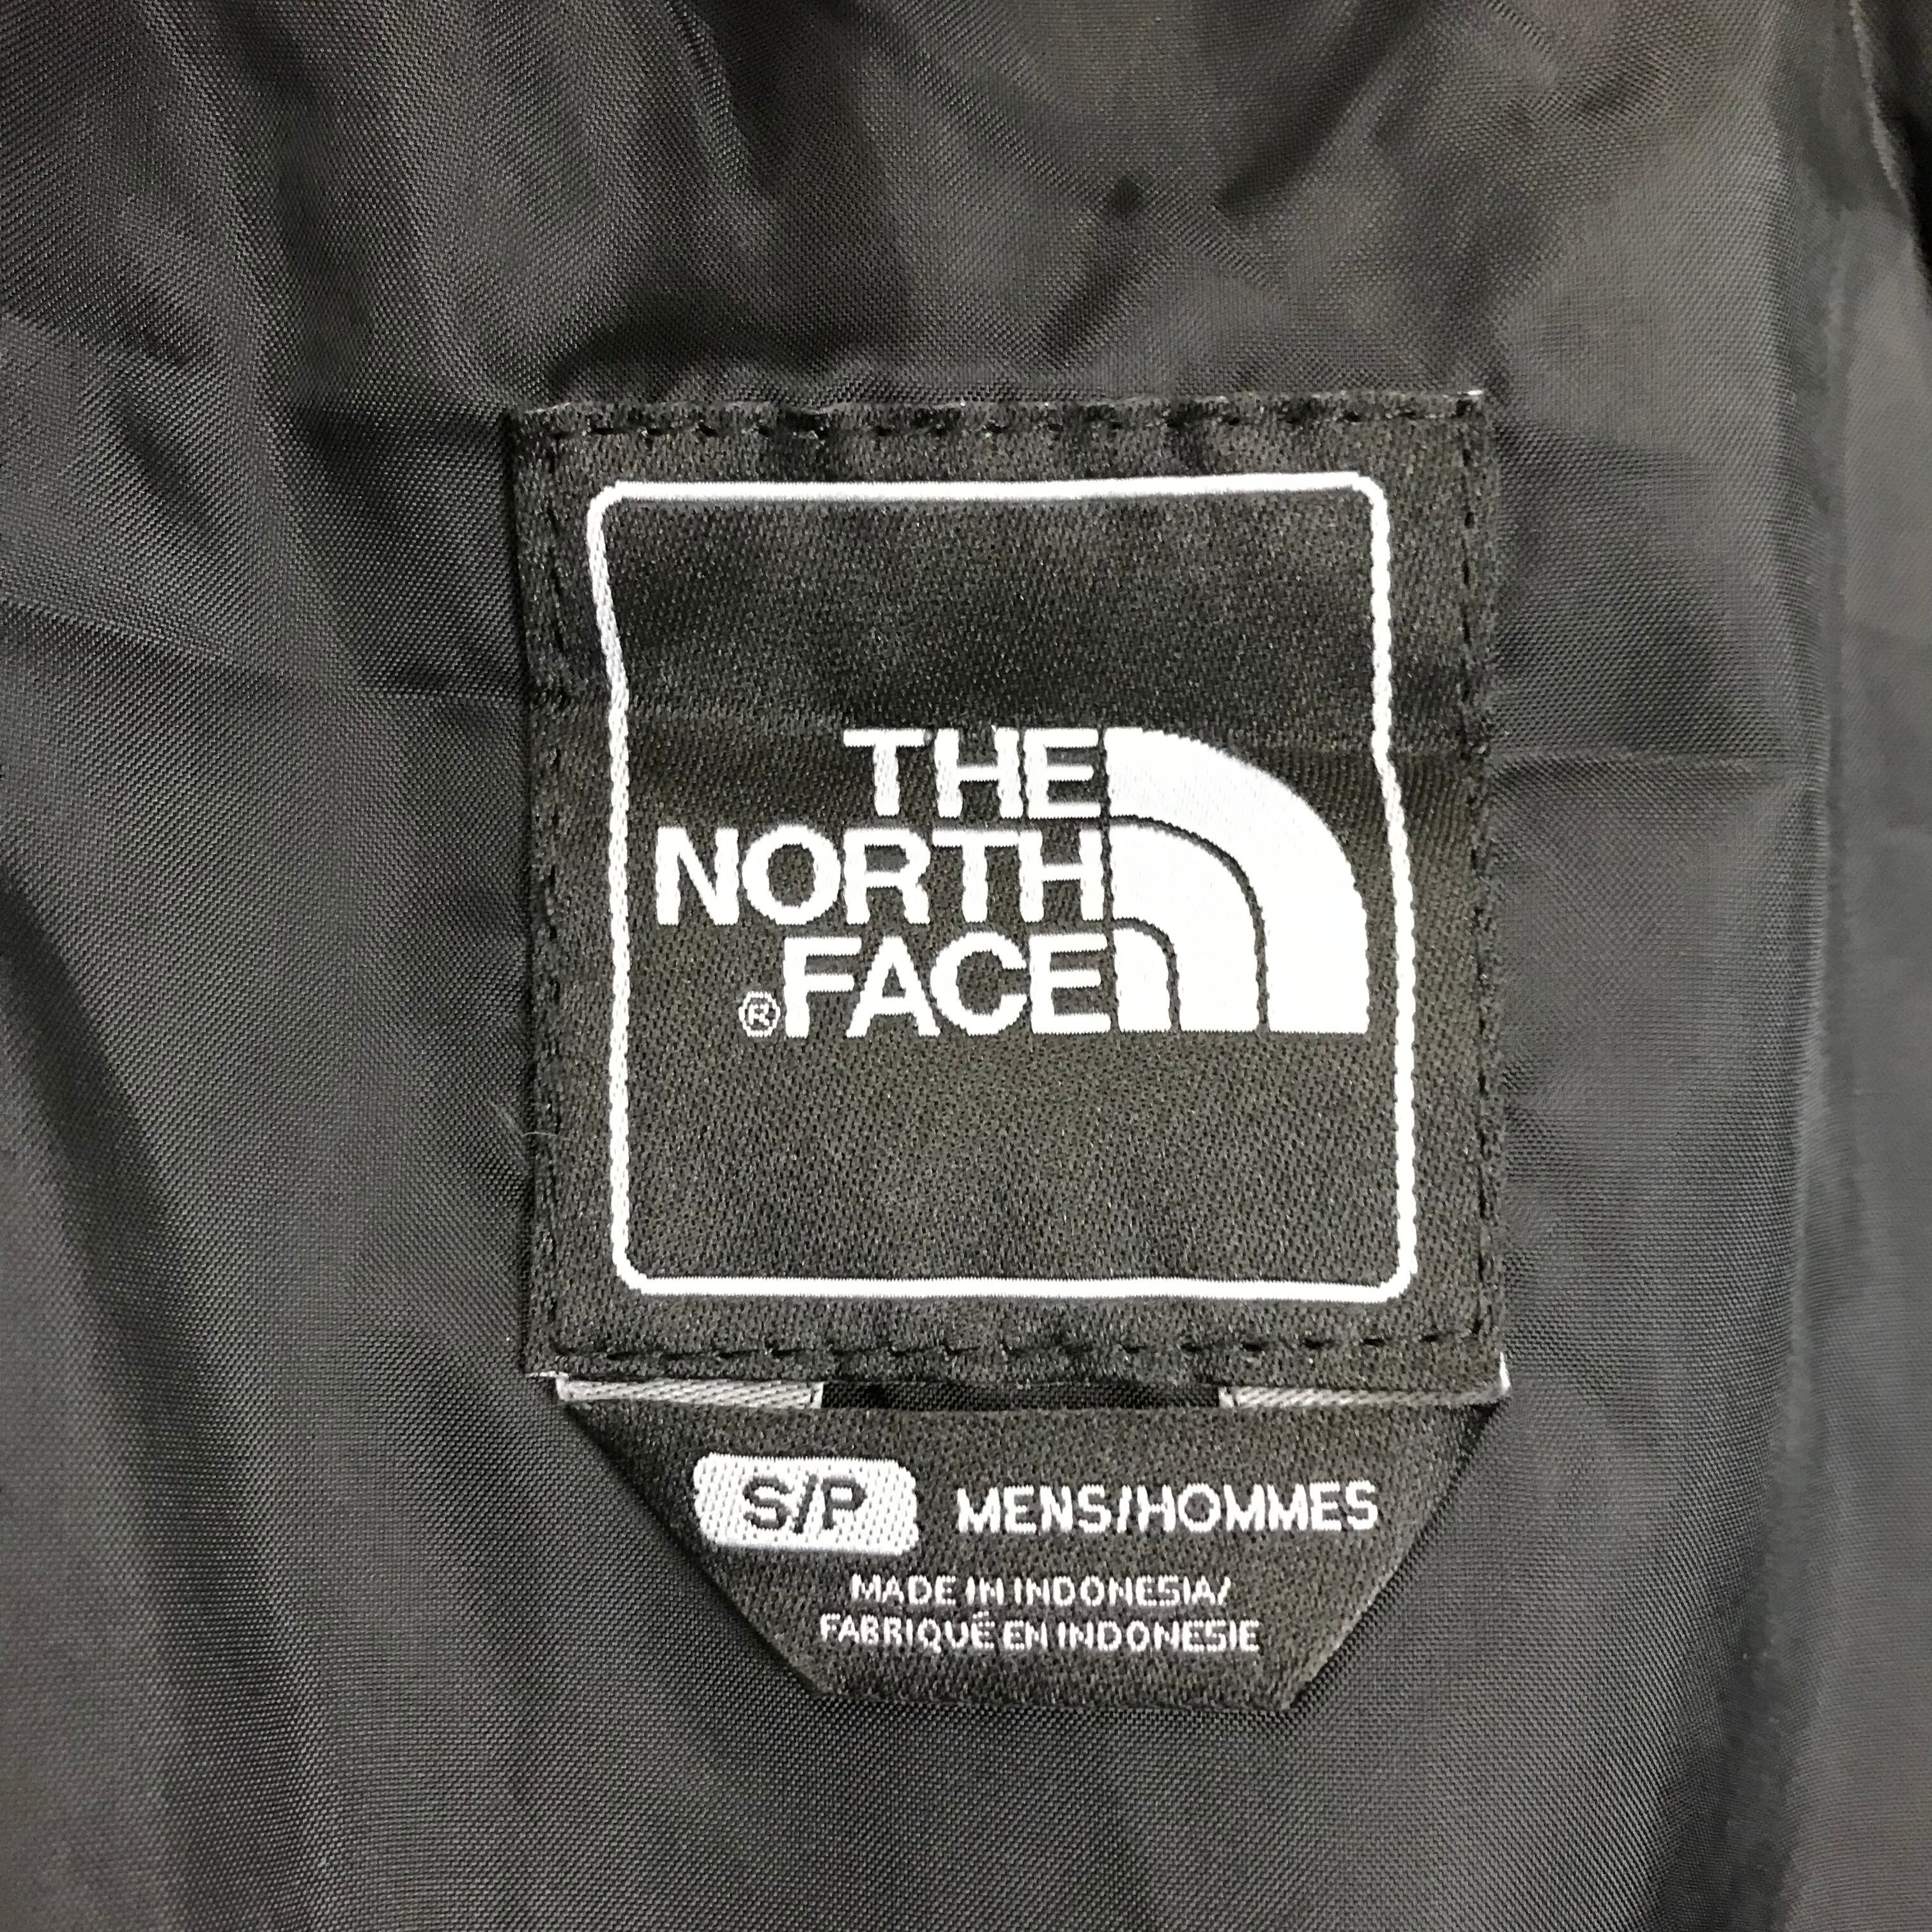 THE
NORTH
®FACE
S/P MENS/HOMMES
MADE IN INDONESIA/
FABRIQUÉ EN INDONESIE